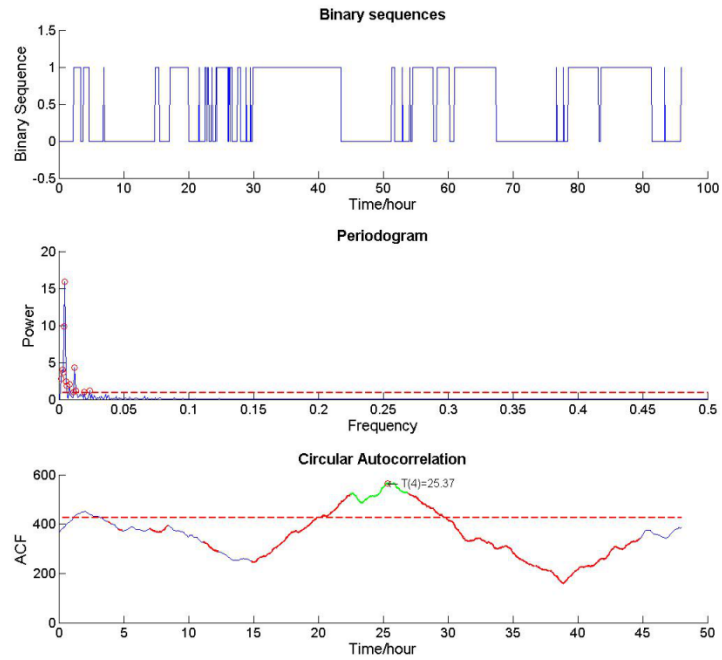 Binary sequences
1.5
1
0.5
0
-0.5
Binary Sequence
0 10 20 30 40 50 60 70 80 90 100
Time/hour
Periodogram
20
15
10
5
0
Power
0 0.05 0.1 0.15 0.2 0.25 0.3 0.35 0.4 0.45 0.5
Frequency
Circular Autocorrelation
600
400
200
0
ACF
T(4)=25.37
0 5 10 15 20 25 30 35 40 45 50
Time/hour